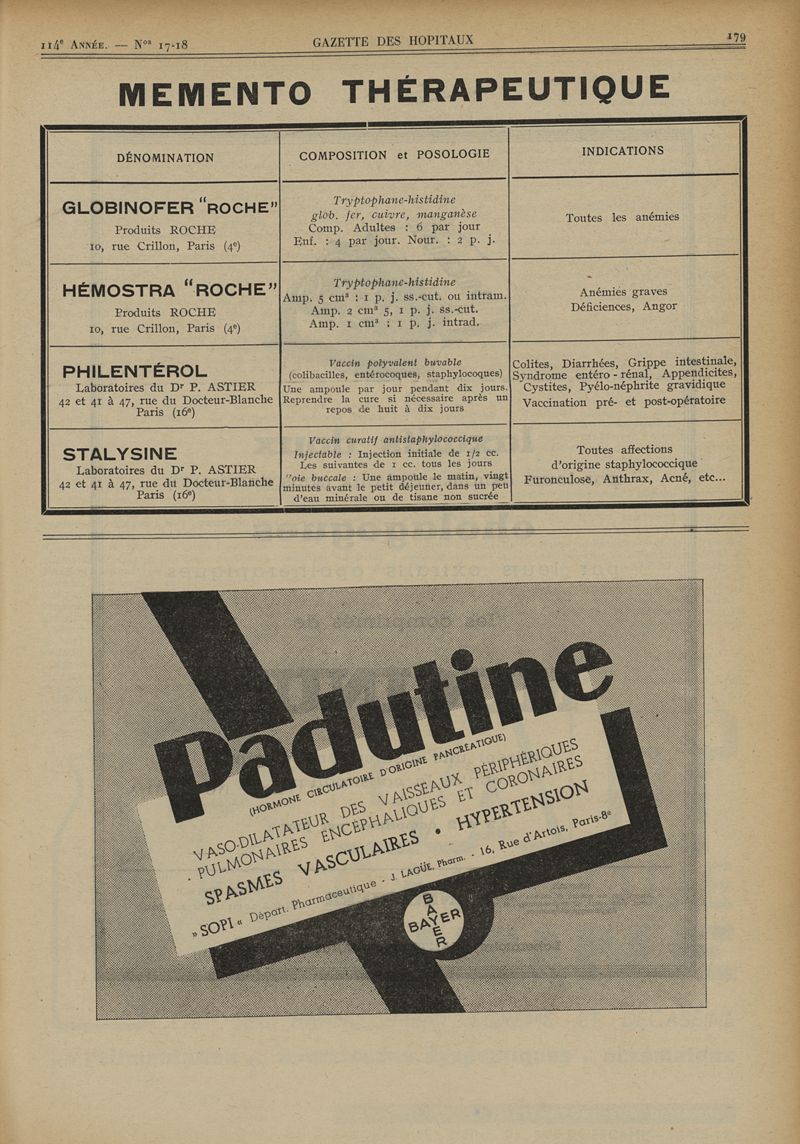 114e ANNÉE. — Nos 17-18
GAZETTE DES HOPITAUX
179
MEMENTO THÉRAPEUTIQUE
DÉNOMINATION
COMPOSITION et POSOLOGIE
INDICATIONS
GLOBINOFER "ROCHE"
Produits ROCHE
10, rue Crillon, Paris (4e)
Tryptophane-histidine
glob. fer, cuivre, manganèse
Comp. Adultes : 6 par jour
Enf. : 4 par jour. Nour. : 2 p. j.
Toutes les anémies
HÉMOSTRA "ROCHE"
Produits ROCHE
10, rue Crillon, Paris (4e)
Tryptophane-histidine
Amp. 5 cm³ : 1 p. j. ss.-cut. ou intram.
Amp. 2 cm³ 5, 1 p. j. ss.-cut.
Amp. 1 cm³ : 1 p. j. intrad.
Anémies graves
Déficiences, Angor
PHILENTÉROL
Laboratoires du Dr P. ASTIER
42 et 41 à 47, rue du Docteur-Blanche
Paris (16e)
Vaccin polyvalent buvable
(colibacilles, entérocoques, staphylocoques)
Une ampoule par jour pendant dix jours.
Reprendre la cure si nécessaire après un
repos de huit à dix jours
Colites, Diarrhées, Grippe intestinale,
Syndrome entéro-rénal, Appendicites,
Cystites, Pyélo-néphrite gravidique
Vaccination pré- et post-opératoire
STALYSINE
Laboratoires du Dr P. ASTIER
42 et 41 à 47, rue du Docteur-Blanche
Paris (16e)
Vaccin curatif antistaphylococcique
Injectable : Injection initiale de 1/2 cc.
Les suivantes de 1 cc. tous les jours
oie buccale : Une ampoule le matin, vingt
minutes avant le petit déjeuner, dans un peu
d'eau minérale ou de tisane non sucrée
Toutes affections
d'origine staphylococcique
Furonculose, Anthrax, Acné, etc...
Padutine
(HORMONE CIRCULATOIRE D'ORIGINE PANCRÉATIQUE)
VASO-DILATATEUR DES VAISSEAUX PÉRIPHÉRIQUES
PULMONAIRES ENCÉPHALIQUES ET CORONAIRES
SPASMES VASCULAIRES • HYPERTENSION
„SOPI" Départ. Pharmaceutique - J. LAGÜE, Pharm. - 16, Rue d'Artois, Paris-8e
BAYER
BAYER